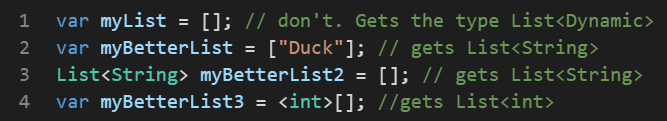 1 var myList = []; // don't. Gets the type List<Dynamic>
2 var myBetterList = ["Duck"]; // gets List<String>
3 List<String> myBetterList2 = []; // gets List<String>
4 var myBetterList3 = <int>[]; //gets List<int>